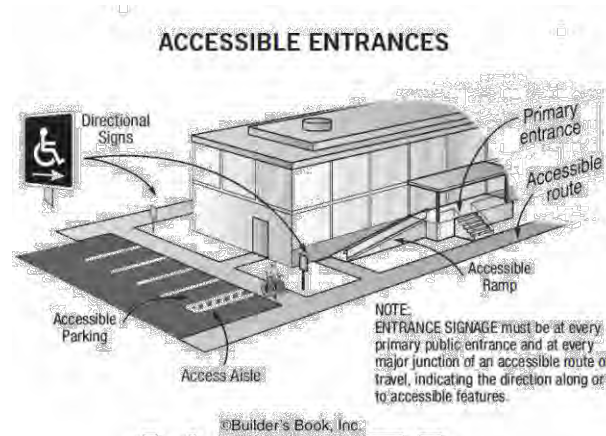 ACCESSIBLE ENTRANCES
Directional
Signs
Primary
entrance
Accessible
route
Accessible
Ramp
Accessible
Parking
Access Aisle
NOTE:
ENTRANCE SIGNAGE must be at every
primary public entrance and at every
major junction of an accessible route o
travel, indicating the direction along or
to accessible features.
©Builder's Book, Inc.